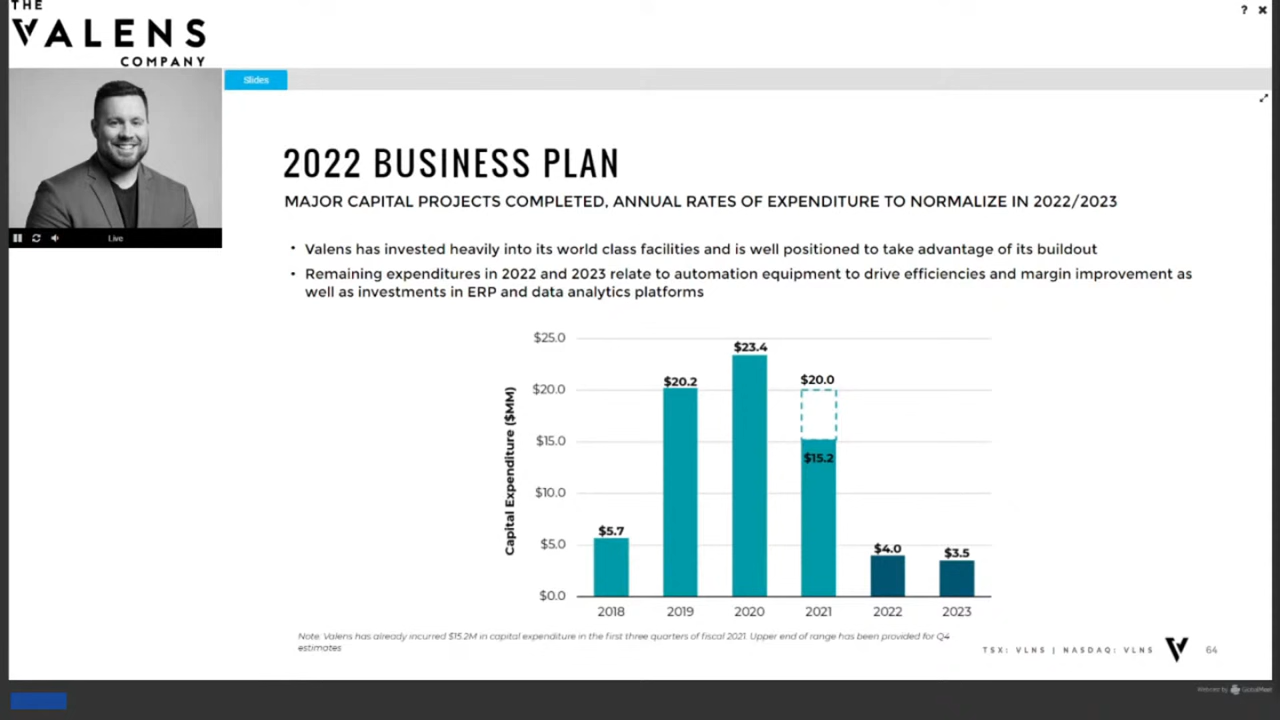 THE
VALENS
COMPANY
? ×
Slides
Live
2022 BUSINESS PLAN
MAJOR CAPITAL PROJECTS COMPLETED, ANNUAL RATES OF EXPENDITURE TO NORMALIZE IN 2022/2023
• Valens has invested heavily into its world class facilities and is well positioned to take advantage of its buildout
• Remaining expenditures in 2022 and 2023 relate to automation equipment to drive efficiencies and margin improvement as
well as investments in ERP and data analytics platforms
Capital Expenditure ($MM)
$25.0
$20.0
$15.0
$10.0
$5.0
$0.0
$5.7
$20.2
$23.4
$20.0
$15.2
$4.0
$3.5
2018 2019 2020 2021 2022 2023
Note: Valens has already incurred $15.2M in capital expenditure in the first three quarters of fiscal 2021. Upper end of range has been provided for Q4
estimates
TSX: VLNS | NASDAQ: VLNS 64
Webcast by GlobalMeet